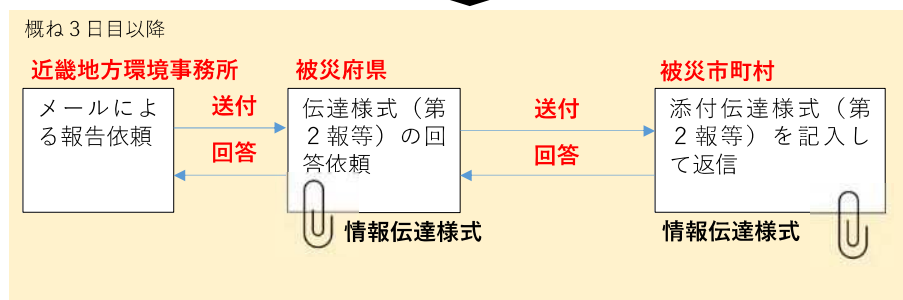 概ね３日目以降
近畿地方環境事務所
メールによ
る報告依頼
送付
回答
被災府県
伝達様式（第
２報等）の回
答依頼
情報伝達様式
送付
回答
被災市町村
添付伝達様式（第
２報等）を記入し
て返信
情報伝達様式